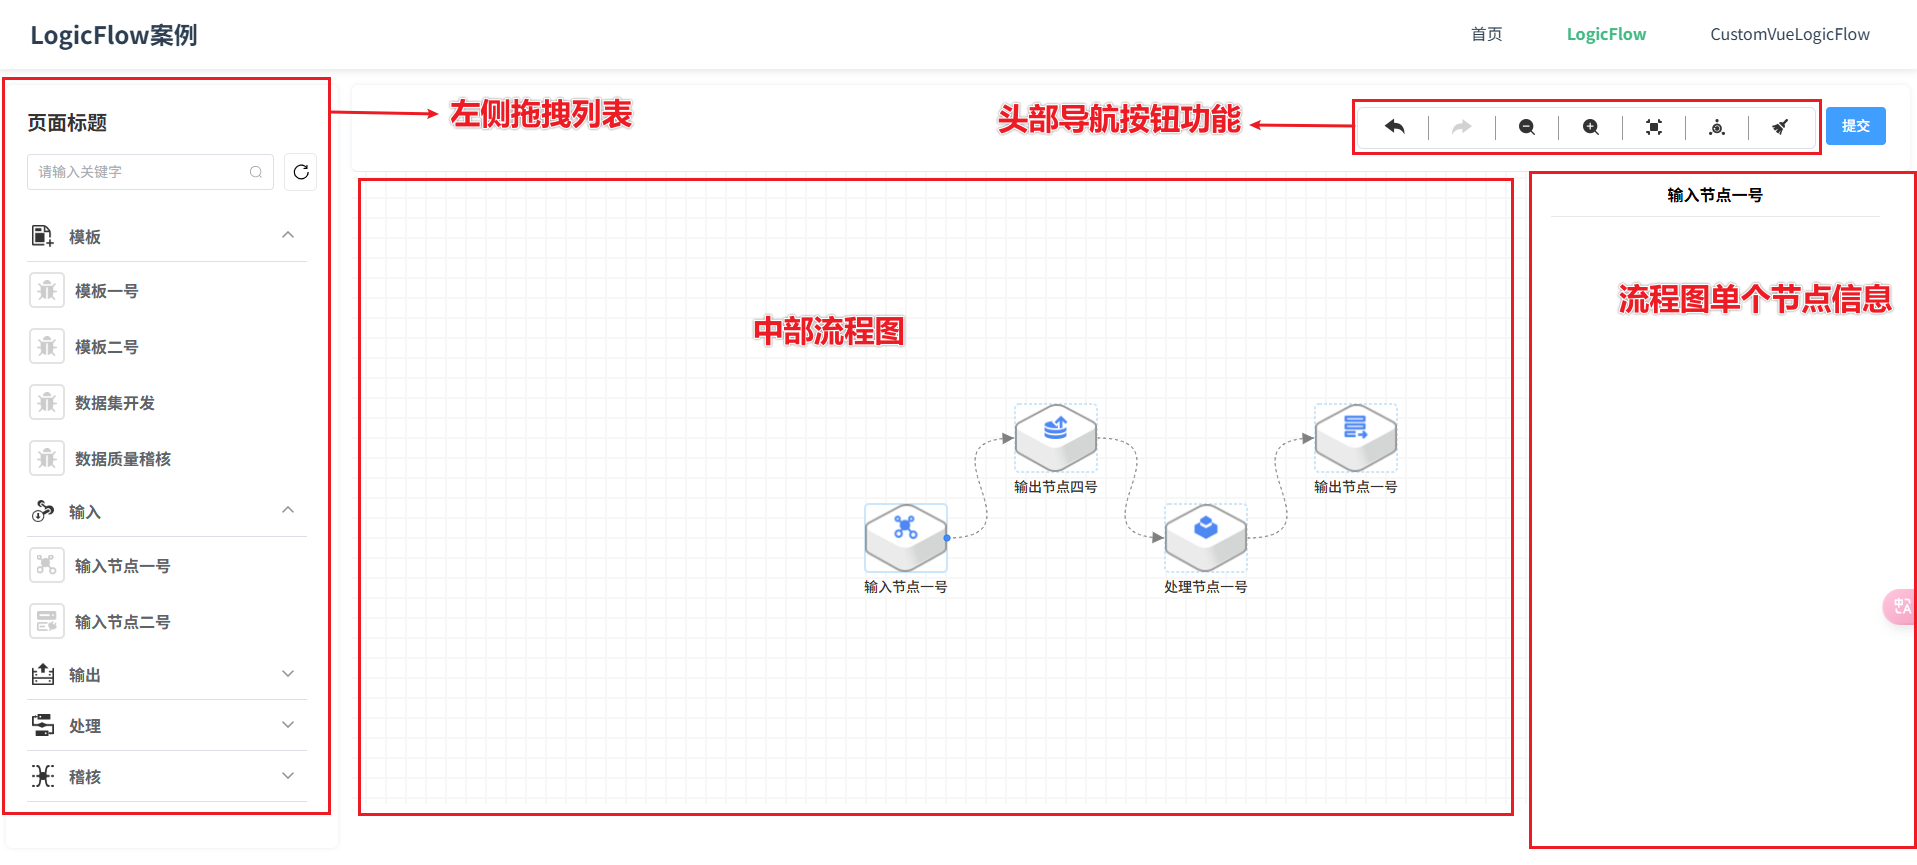 LogicFlow案例
首页
LogicFlow
CustomVueLogicFlow
页面标题
请输入关键字
模板
模板一号
模板二号
数据集开发
数据质量稽核
输入
输入节点一号
输入节点二号
输出
处理
稽核
左侧拖拽列表
头部导航按钮功能
提交
中部流程图
输出节点四号
输出节点一号
输入节点一号
处理节点一号
输入节点一号
流程图单个节点信息
中
A